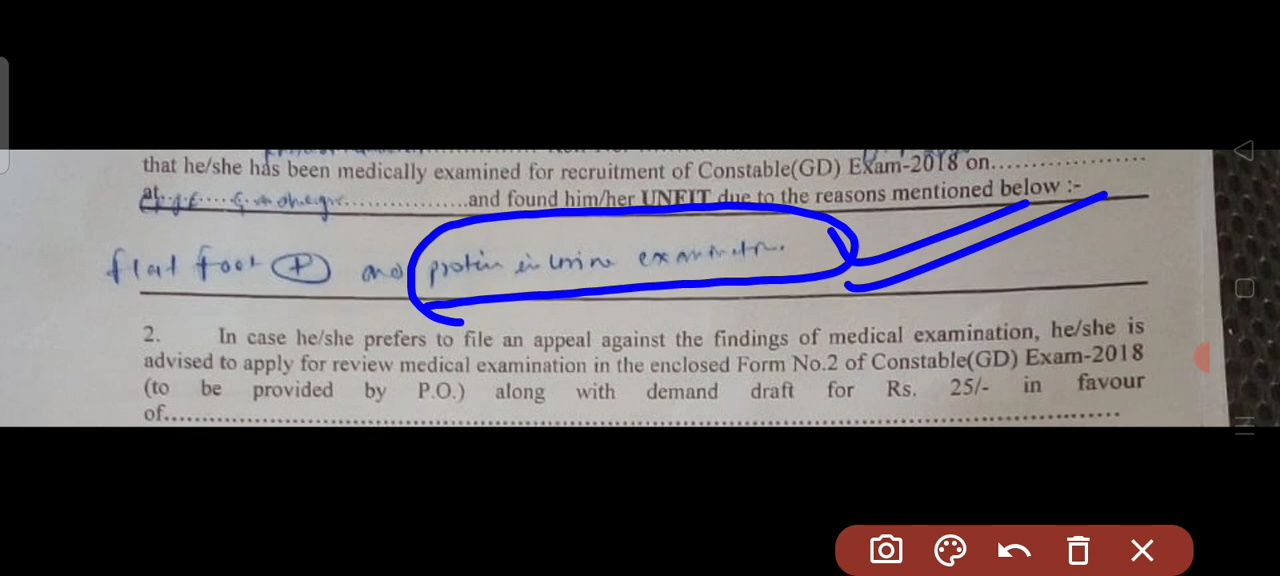 that he/she has been medically examined for recruitment of Constable(GD) Exam-2018 on..................
at....................and found him/her UNFIT due to the reasons mentioned below :-
flat foot (+) and protein in urine examinatn.
2. In case he/she prefers to file an appeal against the findings of medical examination, he/she is
advised to apply for review medical examination in the enclosed Form No.2 of Constable(GD) Exam-2018
(to be provided by P.O.) along with demand draft for Rs. 25/- in favour
of................................................................................